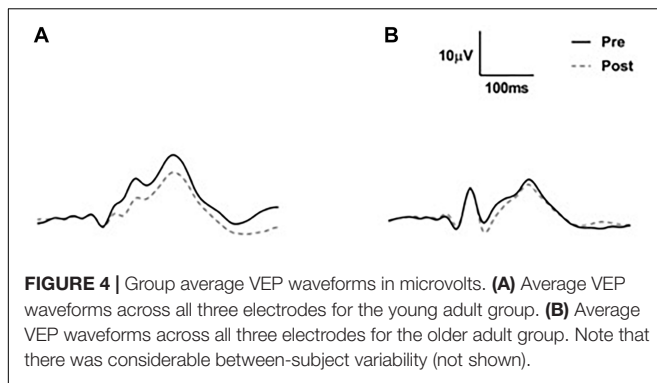 A
B
10μV
100ms
Pre
Post
FIGURE 4 | Group average VEP waveforms in microvolts. (A) Average VEP
waveforms across all three electrodes for the young adult group. (B) Average
VEP waveforms across all three electrodes for the older adult group. Note that
there was considerable between-subject variability (not shown).